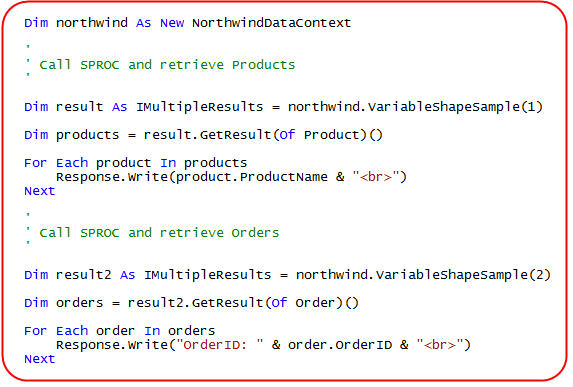 Dim northwind As New NorthwindDataContext
'
' Call SPROC and retrieve Products
'
Dim result As IMultipleResults = northwind.VariableShapeSample(1)
Dim products = result.GetResult(Of Product)()
For Each product In products
    Response.Write(product.ProductName & "<br>")
Next
'
' Call SPROC and retrieve Orders
'
Dim result2 As IMultipleResults = northwind.VariableShapeSample(2)
Dim orders = result2.GetResult(Of Order)()
For Each order In orders
    Response.Write("OrderID: " & order.OrderID & "<br>")
Next